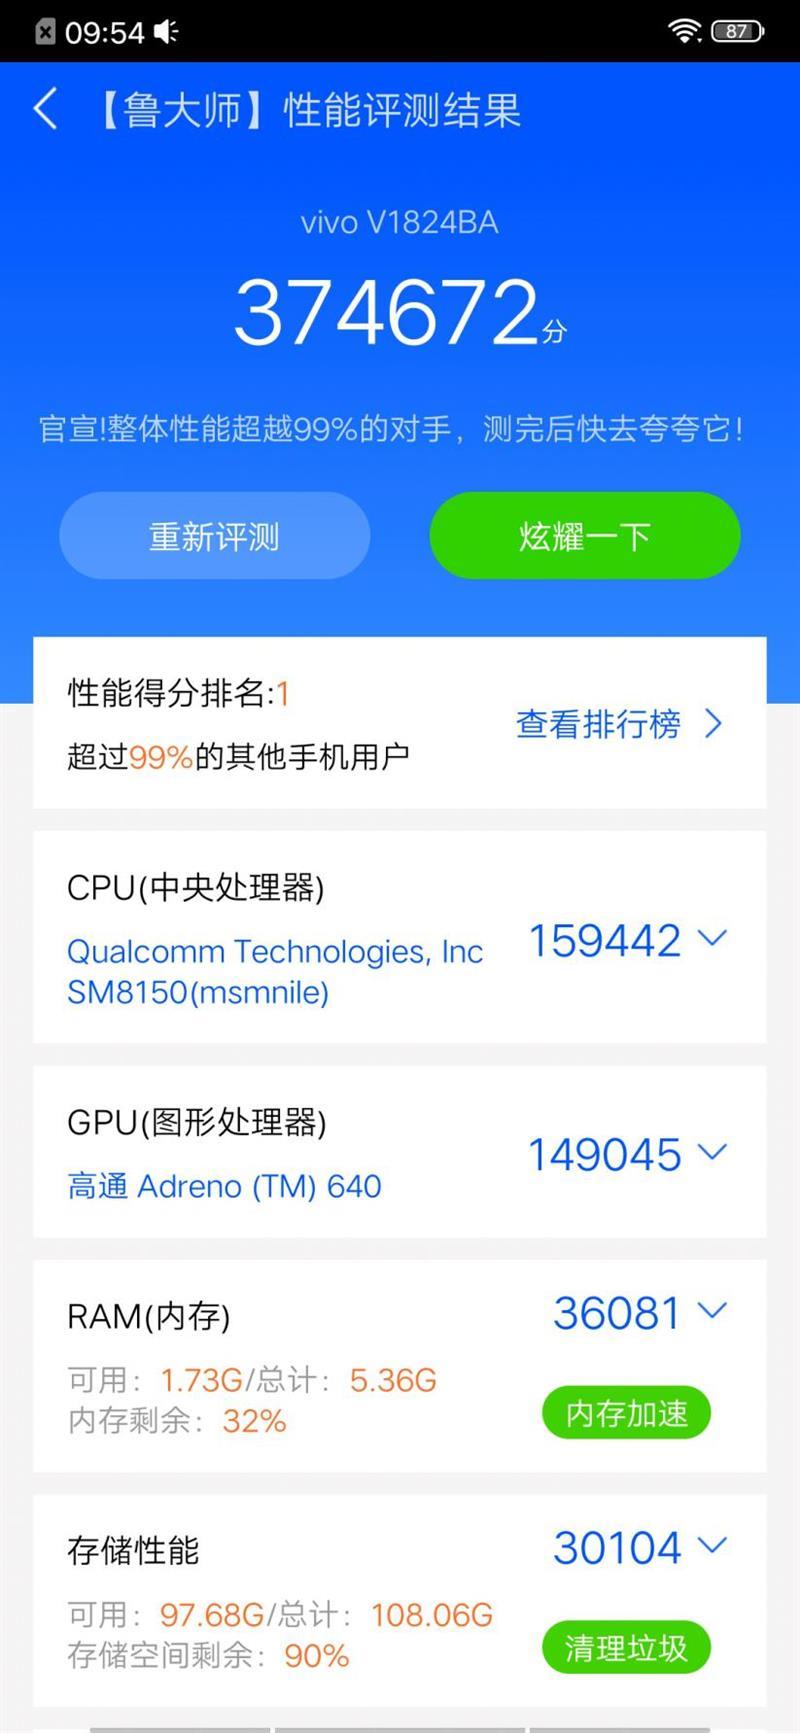 09:54
87
【鲁大师】性能评测结果
vivo V1824BA
374672分
官宣!整体性能超越99%的对手，测完后快去夸夸它！
重新评测
炫耀一下
性能得分排名:1
超过99%的其他手机用户
查看排行榜
CPU(中央处理器)
Qualcomm Technologies, Inc
SM8150(msmnile)
159442
GPU(图形处理器)
高通 Adreno (TM) 640
149045
RAM(内存)
36081
可用：1.73G/总计：5.36G
内存剩余：32%
内存加速
存储性能
30104
可用：97.68G/总计：108.06G
存储空间剩余：90%
清理垃圾